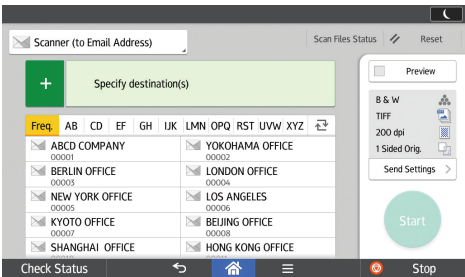 Scanner (to Email Address)
Scan Files Status
Reset
+
Specify destination(s)
Preview
Freq. AB CD EF GH IJK LMN OPQ RST UVW XYZ
ABCD COMPANY
00001
YOKOHAMA OFFICE
00002
BERLIN OFFICE
00003
LONDON OFFICE
00004
NEW YORK OFFICE
00005
LOS ANGELES
00006
KYOTO OFFICE
00007
BEIJING OFFICE
00008
SHANGHAI OFFICE
HONG KONG OFFICE
B & W
TIFF
200 dpi
1 Sided Orig.
Send Settings >
Start
Check Status
Stop